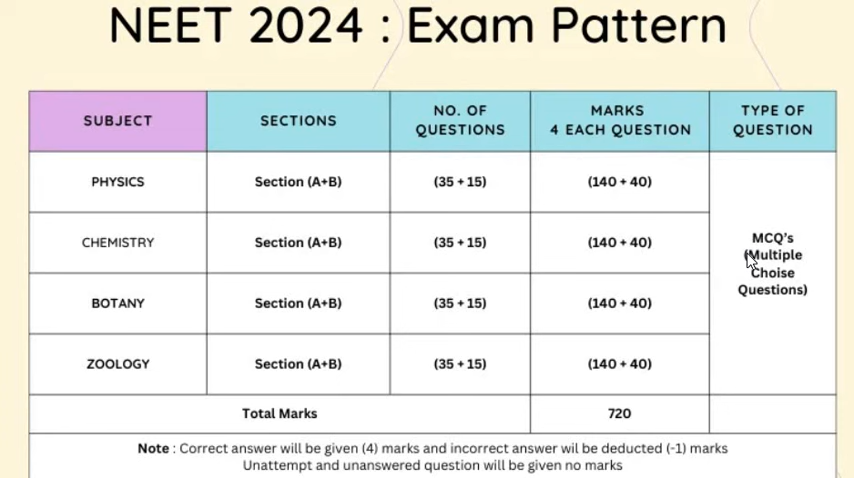 NEET 2024 : Exam Pattern
SUBJECT
SECTIONS
NO. OF
QUESTIONS
MARKS
4 EACH QUESTION
TYPE OF
QUESTION
PHYSICS
Section (A+B)
(35 + 15)
(140 + 40)
CHEMISTRY
Section (A+B)
(35 + 15)
(140 + 40)
BOTANY
Section (A+B)
(35 + 15)
(140 + 40)
ZOOLOGY
Section (A+B)
(35 + 15)
(140 + 40)
MCQ's
(Multiple
Choise
Questions)
Total Marks
720
Note : Correct answer will be given (4) marks and incorrect answer wil be deducted (-1) marks
Unattempt and unanswered question will be given no marks